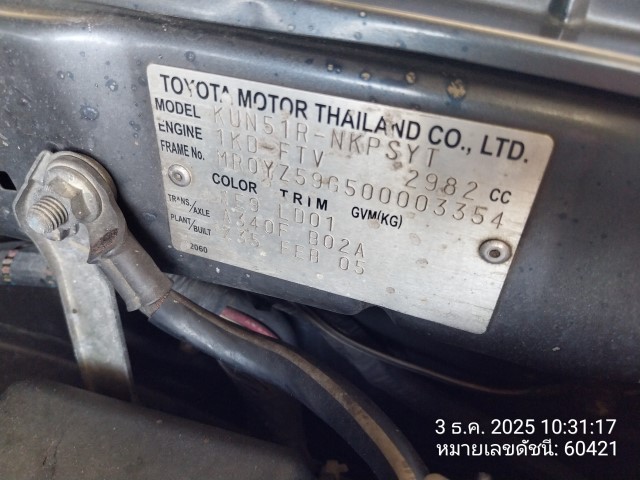 TOYOTA MOTOR THAILAND CO., LTD.
MODEL KUN51R-NKPSYT
ENGINE 1KD-FTV 2982 CC
FRAME No. MR0YZ59G500003354
COLOR TRIM GVM(KG)
LD01
TRANS./AXLE A340F B02A
PLANT/BUILT FEB 05
2060
3 ธ.ค. 2025 10:31:17
หมายเลขดัชนี: 60421